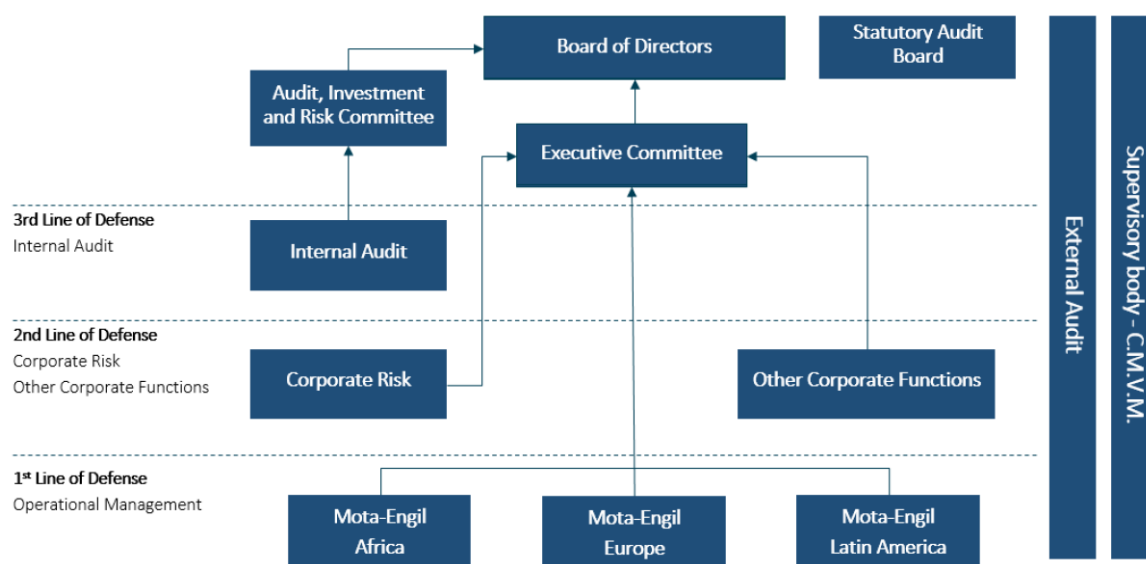 Board of Directors
Statutory Audit
Board
Audit, Investment
and Risk Committee
Executive Committee
3rd Line of Defense
Internal Audit
Internal Audit
2nd Line of Defense
Corporate Risk
Other Corporate Functions
Corporate Risk
Other Corporate Functions
1st Line of Defense
Operational Management
Mota-Engil
Africa
Mota-Engil
Europe
Mota-Engil
Latin America
External Audit
Supervisory body - C.M.V.M.